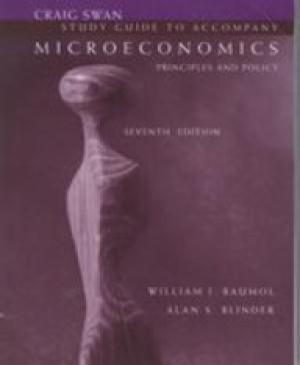 CRAIG SWAN
STUDY GUIDE TO ACCOMPANY
MICROECONOMICS
PRINCIPLES AND POLICY
SEVENTH EDITION
WILLIAM J. BAUMOL
ALAN S. BLINDER